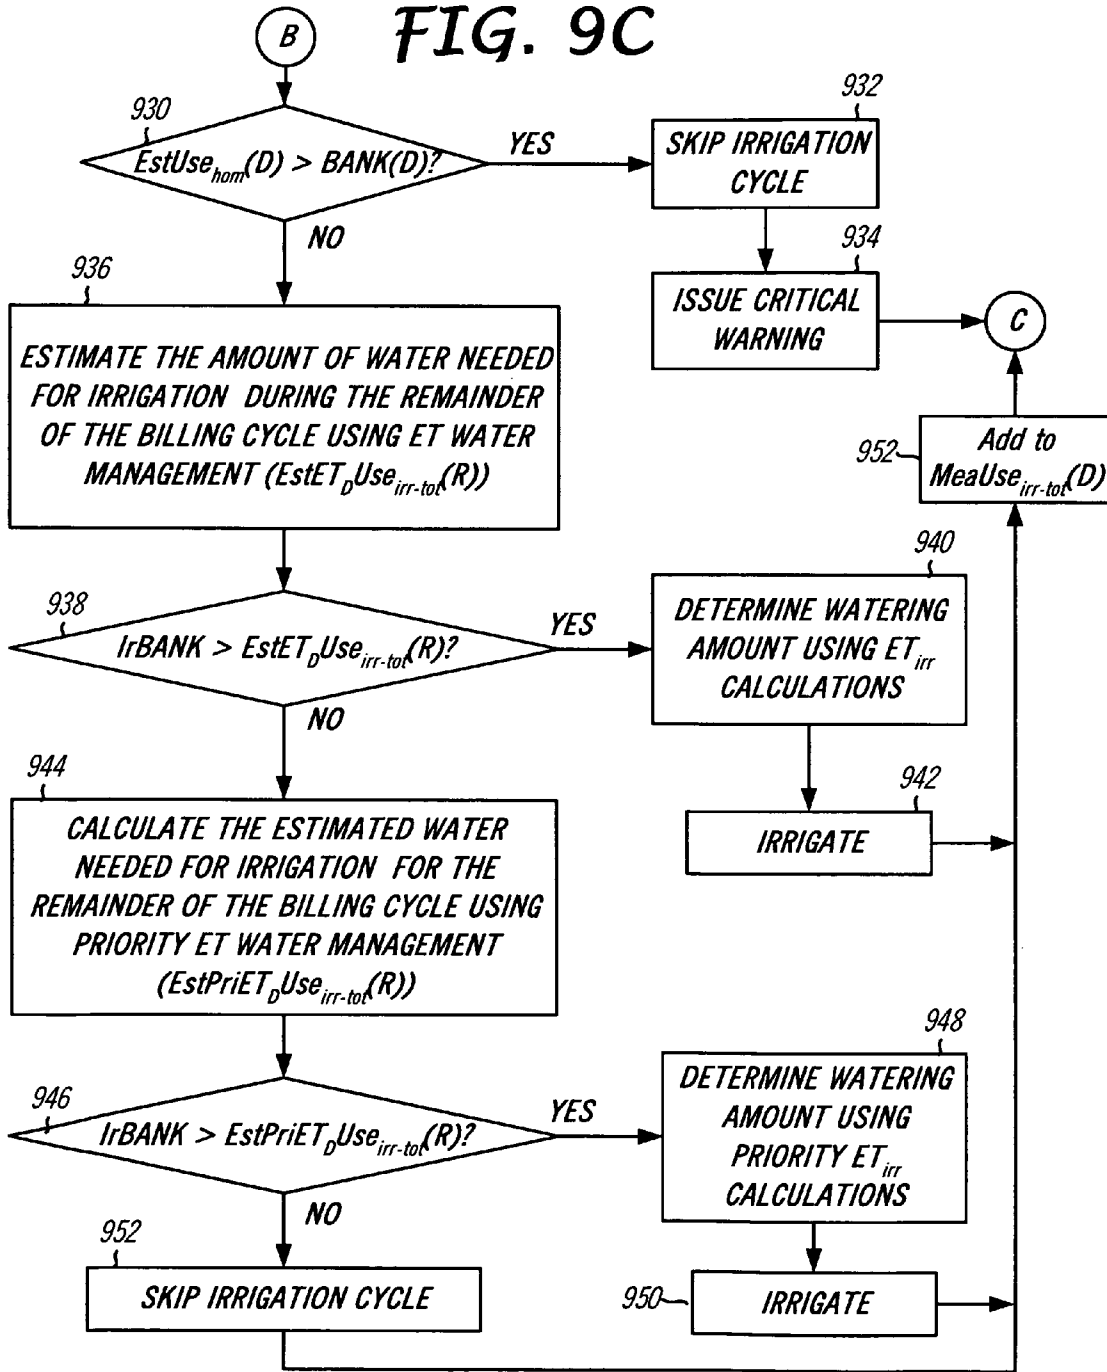 FIG. 9C
B
930
EstUse_hom(D) > BANK(D)?
YES
NO
932
SKIP IRRIGATION
CYCLE
934
ISSUE CRITICAL
WARNING
C
936
ESTIMATE THE AMOUNT OF WATER NEEDED
FOR IRRIGATION DURING THE REMAINDER
OF THE BILLING CYCLE USING ET WATER
MANAGEMENT (EstET_DUse_irr-tot(R))
952
Add to
MeaUse_irr-tot(D)
938
IrBANK > EstET_DUse_irr-tot(R)?
YES
NO
940
DETERMINE WATERING
AMOUNT USING ET_irr
CALCULATIONS
942
IRRIGATE
944
CALCULATE THE ESTIMATED WATER
NEEDED FOR IRRIGATION FOR THE
REMAINDER OF THE BILLING CYCLE USING
PRIORITY ET WATER MANAGEMENT
(EstPriET_DUse_irr-tot(R))
946
IrBANK > EstPriET_DUse_irr-tot(R)?
YES
NO
948
DETERMINE WATERING
AMOUNT USING
PRIORITY ET_irr
CALCULATIONS
950
IRRIGATE
952
SKIP IRRIGATION CYCLE